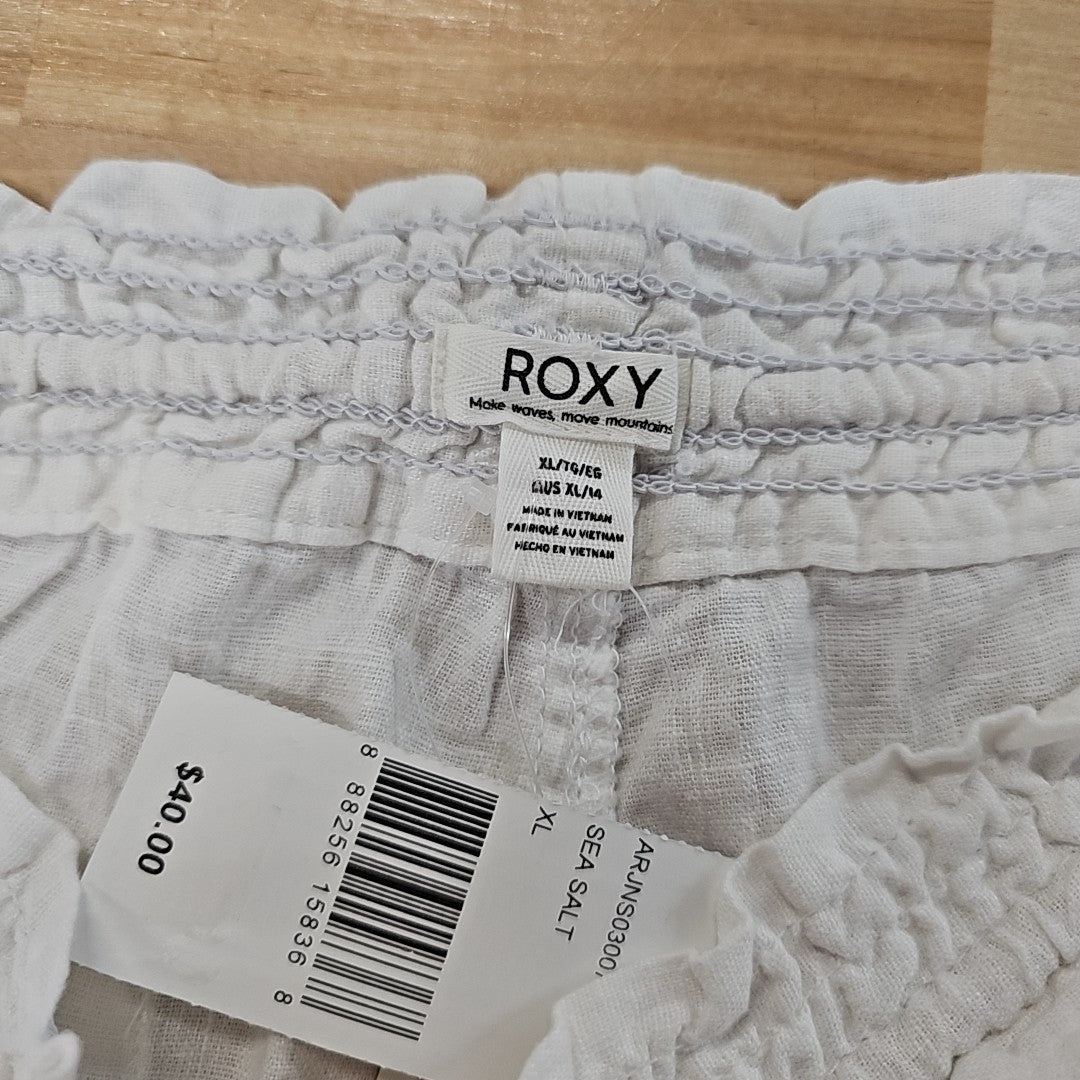 ROXY
Make waves, move mountains
XL/TG/EG
AUS XL/14
MADE IN VIETNAM
FABRIQUÉ AU VIETNAM
HECHO EN VIETNAM
ARJNS0300
SEA SALT
XL
8 88256 15836 8
$40.00